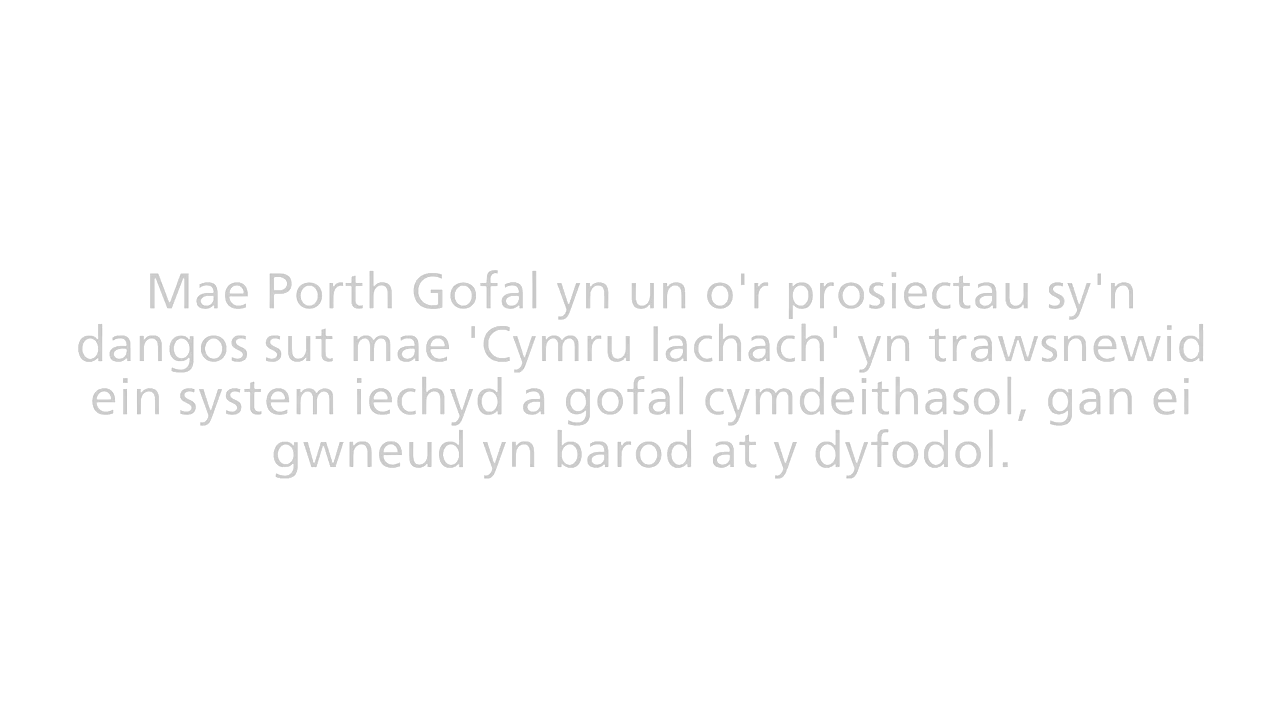 Mae Porth Gofal yn un o'r prosiectau sy'n
dangos sut mae 'Cymru Iachach' yn trawsnewid
ein system iechyd a gofal cymdeithasol, gan ei
gwneud yn barod at y dyfodol.